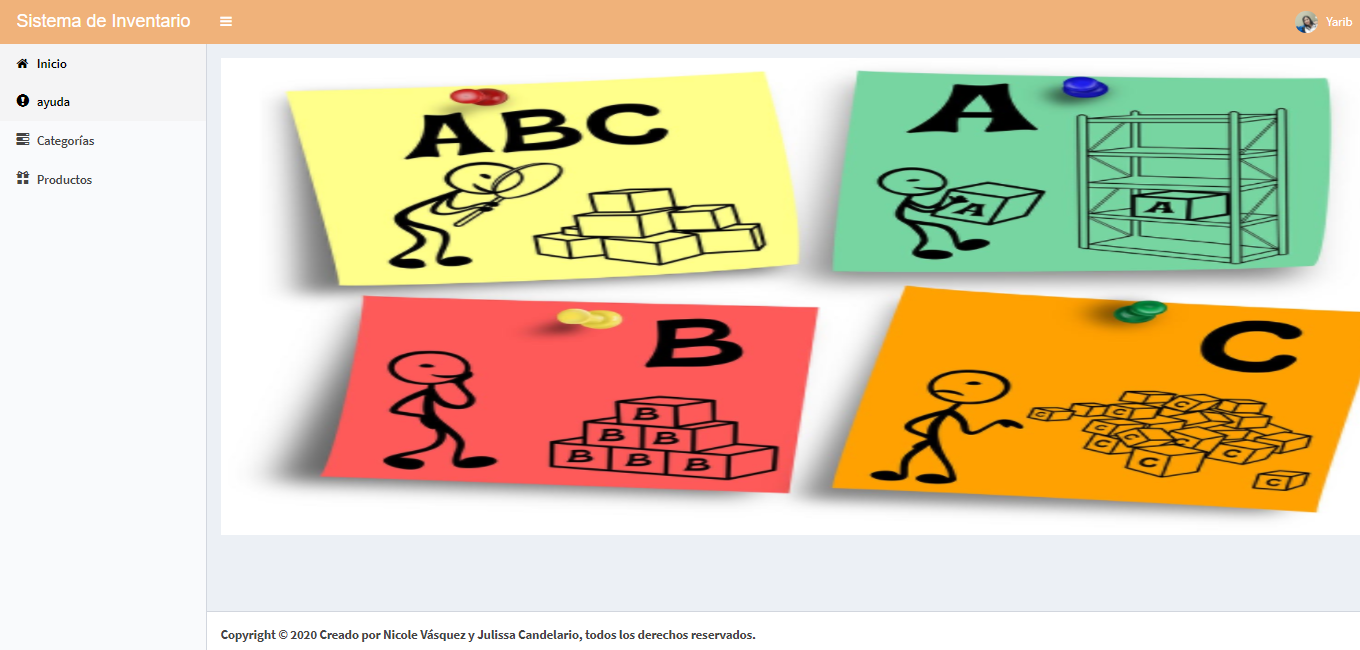 Sistema de Inventario
Yarib
Inicio
ayuda
Categorías
Productos
ABC
A
A
A
B
B
B B
B B B
C
C
C
C
C
C
C
C
C
C
Copyright © 2020 Creado por Nicole Vásquez y Julissa Candelario, todos los derechos reservados.